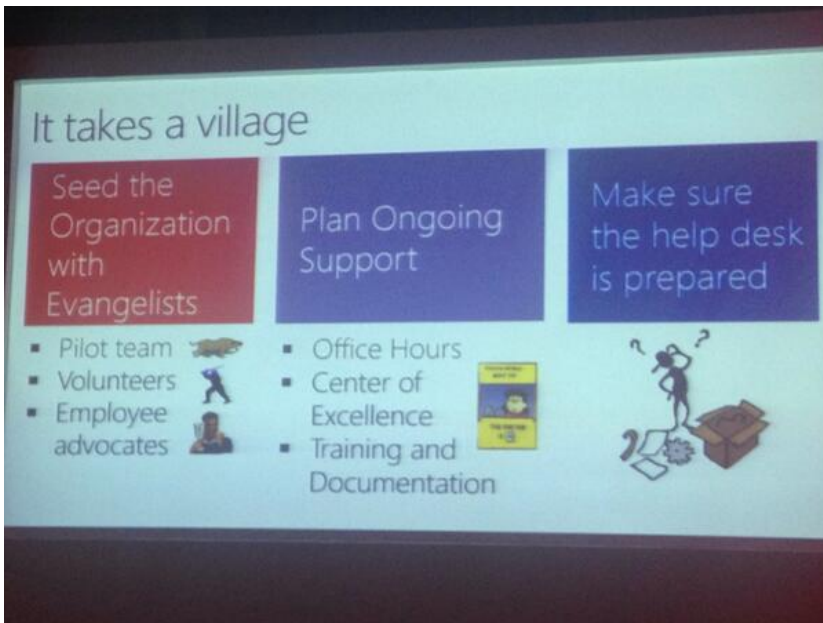 It takes a village
Seed the
Organization
with
Evangelists
▪ Pilot team
▪ Volunteers
▪ Employee
advocates
Plan Ongoing
Support
▪ Office Hours
▪ Center of
Excellence
▪ Training and
Documentation
Make sure
the help desk
is prepared
? ?